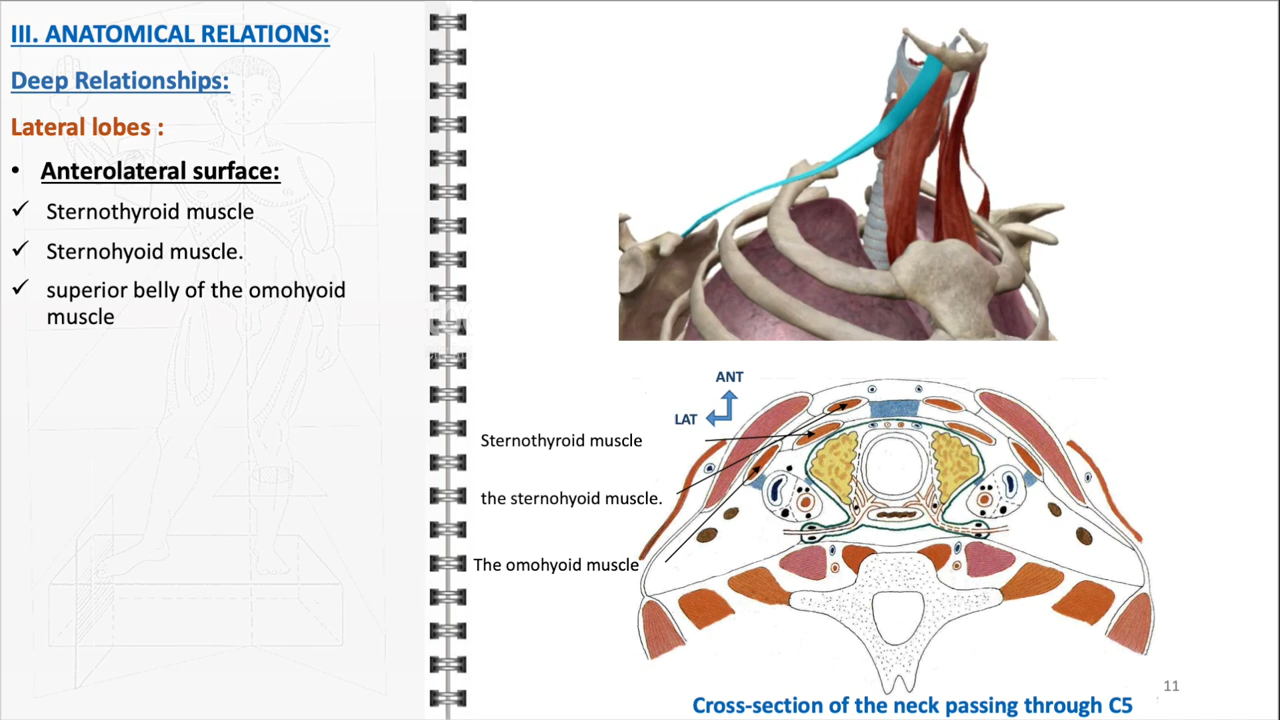 III. ANATOMICAL RELATIONS:
Deep Relationships:
Lateral lobes :
• Anterolateral surface:
✓ Sternothyroid muscle
✓ Sternohyoid muscle.
✓ superior belly of the omohyoid
muscle
ANT
LAT
Sternothyroid muscle
the sternohyoid muscle.
The omohyoid muscle
11
Cross-section of the neck passing through C5